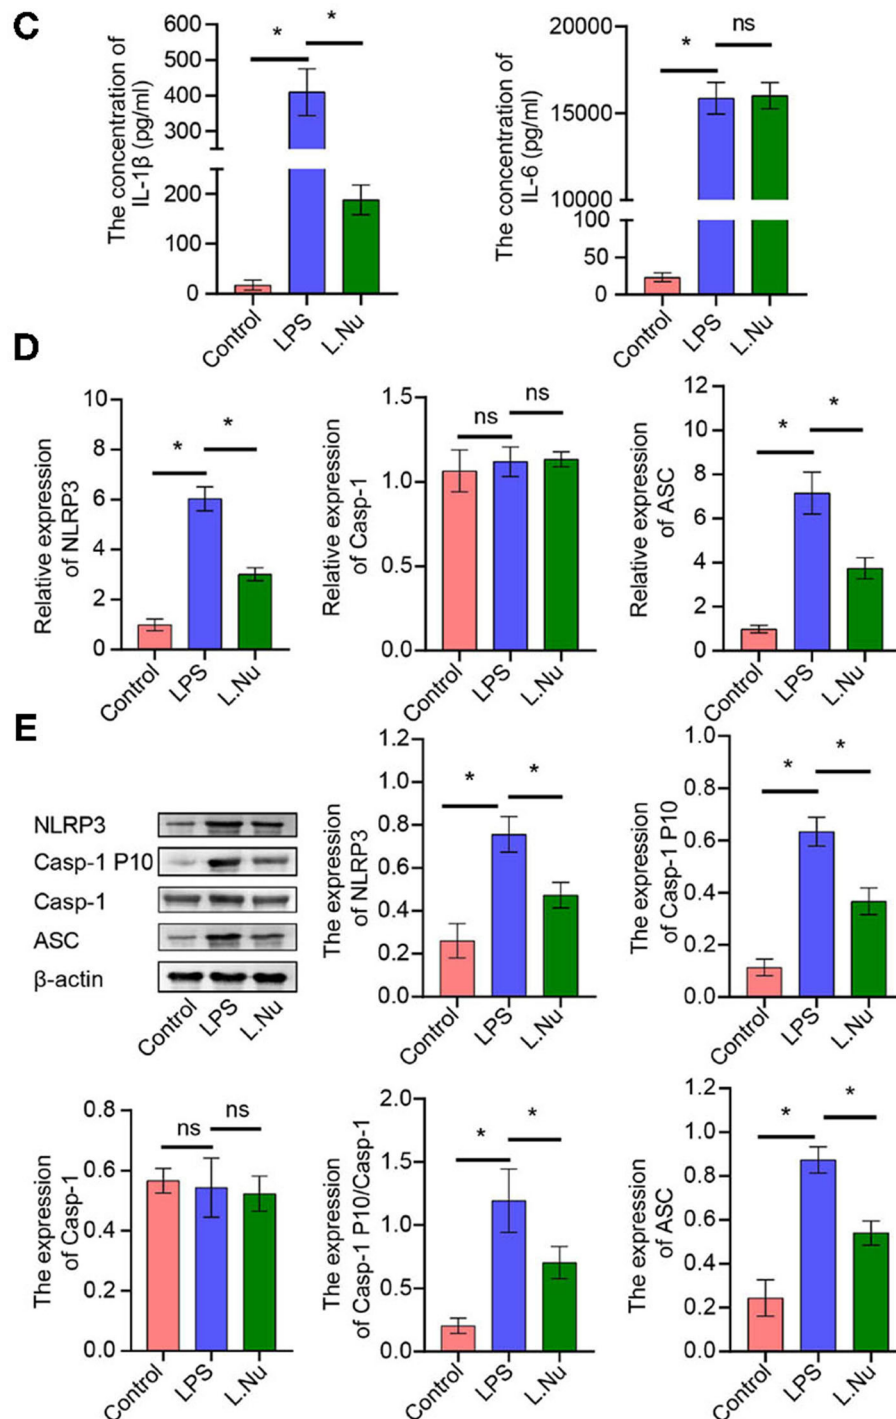 C
The concentration of
IL-1β (pg/ml)
600
500
400
300
200
100
0
*
*
Control
LPS
L.Nu
The concentration of
IL-6 (pg/ml)
20000
15000
10000
100
50
0
*
ns
Control
LPS
L.Nu
D
Relative expression
of NLRP3
10
8
6
4
2
0
*
*
Control
LPS
L.Nu
Relative expression
of Casp-1
1.5
1.0
0.5
0.0
ns
ns
Control
LPS
L.Nu
Relative expression
of ASC
12
10
8
6
4
2
0
*
*
Control
LPS
L.Nu
E
NLRP3
Casp-1 P10
Casp-1
ASC
β-actin
Control
LPS
L.Nu
The expression
of NLRP3
1.2
1.0
0.8
0.6
0.4
0.2
0.0
*
*
Control
LPS
L.Nu
The expression
of Casp-1 P10
1.0
0.8
0.6
0.4
0.2
0.0
*
*
Control
LPS
L.Nu
The expression
of Casp-1
0.8
0.6
0.4
0.2
0.0
ns
ns
Control
LPS
L.Nu
The expression
of Casp-1 P10/Casp-1
2.0
1.5
1.0
0.5
0.0
*
*
Control
LPS
L.Nu
The expression
of ASC
1.2
1.0
0.8
0.6
0.4
0.2
0.0
*
*
Control
LPS
L.Nu